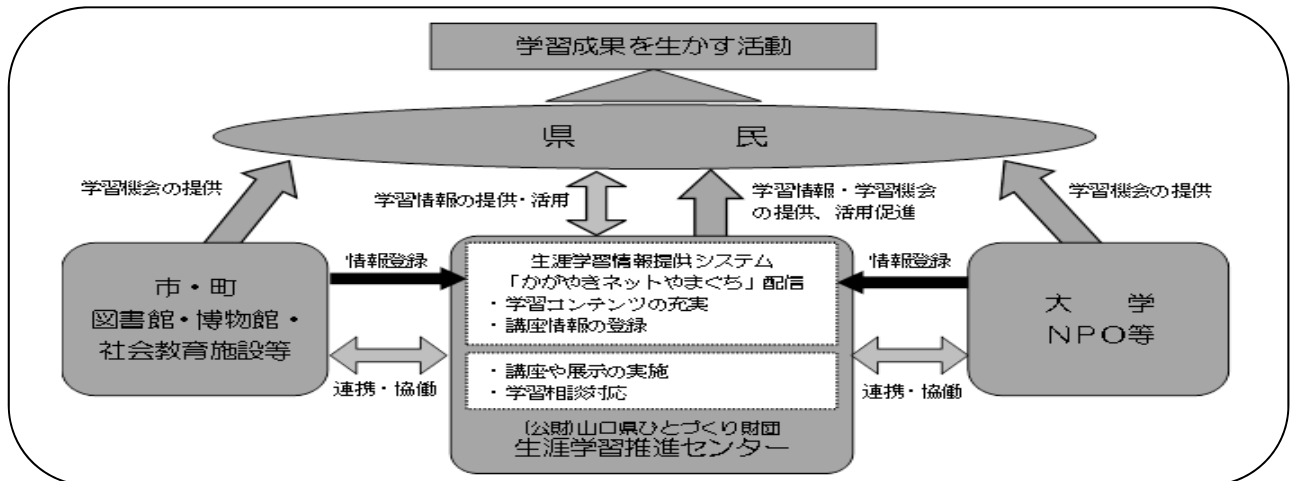 学習成果を生かす活動
県　　　民
学習機会の提供
学習情報の提供・活用
学習情報・学習機会
の提供、活用促進
学習機会の提供
市・町
図書館・博物館・
社会教育施設等
情報登録
連携・協働
生涯学習情報提供システム
「かがやきネットやまぐち」配信
・学習コンテンツの充実
・講座情報の登録
・講座や展示の実施
・学習相談対応
(公財)山口県ひとづくり財団
生涯学習推進センター
情報登録
連携・協働
大　学
NPO等